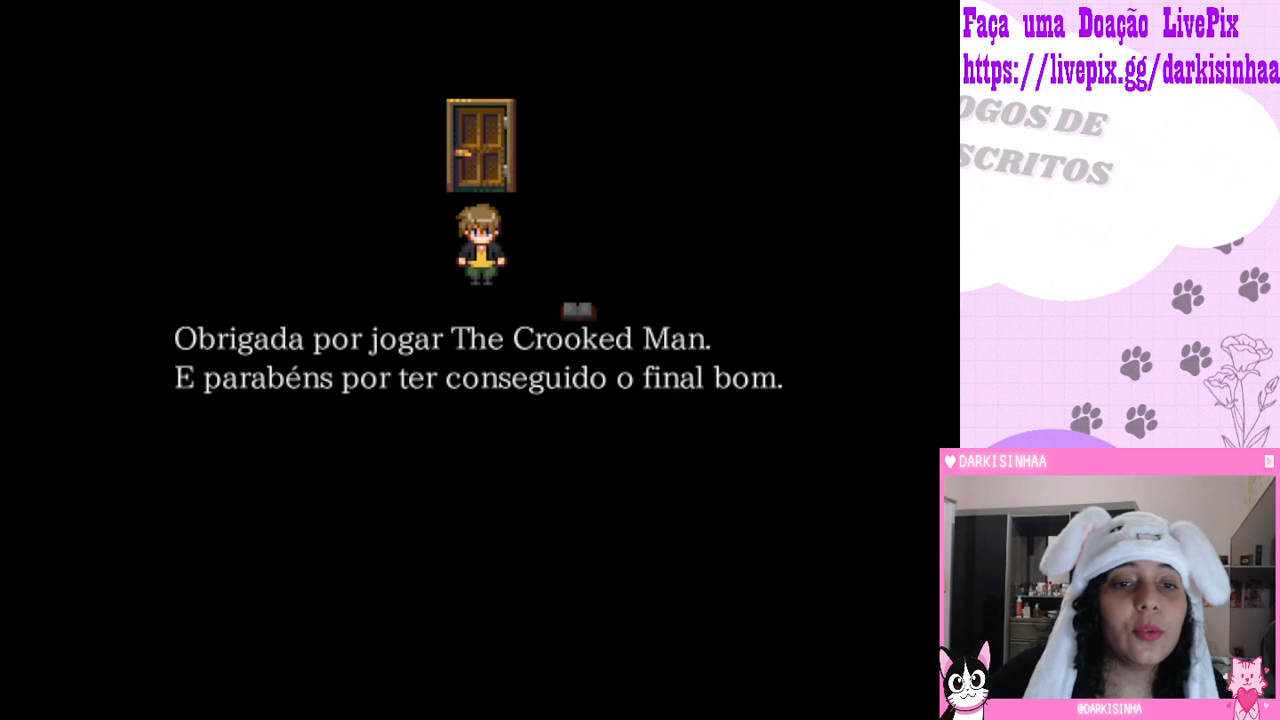 Faça uma Doação LivePix
https://livepix.gg/darkisinhaa
OGOS DE
SCRITOS
Obrigada por jogar The Crooked Man.
E parabéns por ter conseguido o final bom.
DARKISINHAA
@DARKISINHA